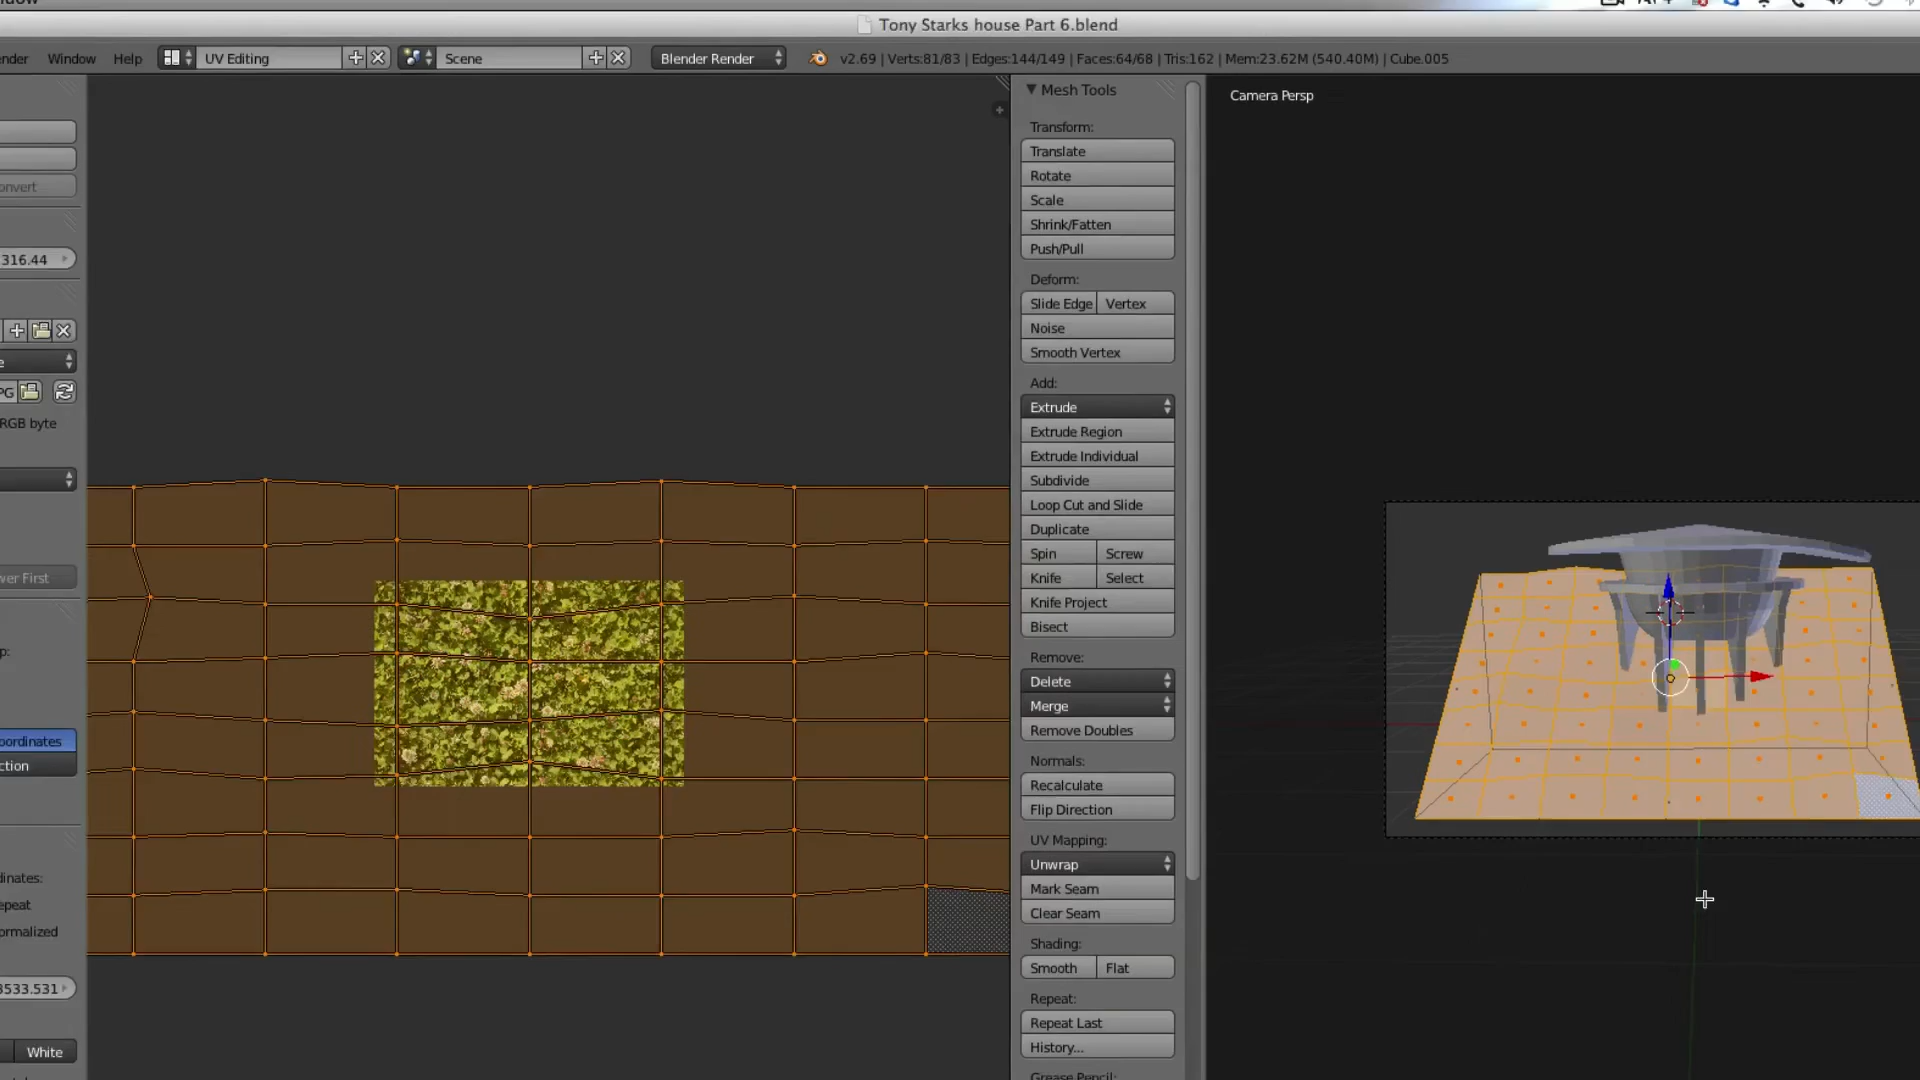 Tony Starks house Part 6.blend
Window
Help
UV Editing
Scene
Blender Render
v2.69 | Verts:81/83 | Edges:144/149 | Faces:64/68 | Tris:162 | Mem:23.62M (540.40M) | Cube.005
onvert
316.44
PG
RGB byte
wer First
p:
oordinates
ction
dinates:
epeat
ormalized
3533.531
White
Mesh Tools
Transform:
Translate
Rotate
Scale
Shrink/Fatten
Push/Pull
Deform:
Slide Edge Vertex
Noise
Smooth Vertex
Add:
Extrude
Extrude Region
Extrude Individual
Subdivide
Loop Cut and Slide
Duplicate
Spin Screw
Knife Select
Knife Project
Bisect
Remove:
Delete
Merge
Remove Doubles
Normals:
Recalculate
Flip Direction
UV Mapping:
Unwrap
Mark Seam
Clear Seam
Shading:
Smooth Flat
Repeat:
Repeat Last
History...
Grease Pencil:
Camera Persp